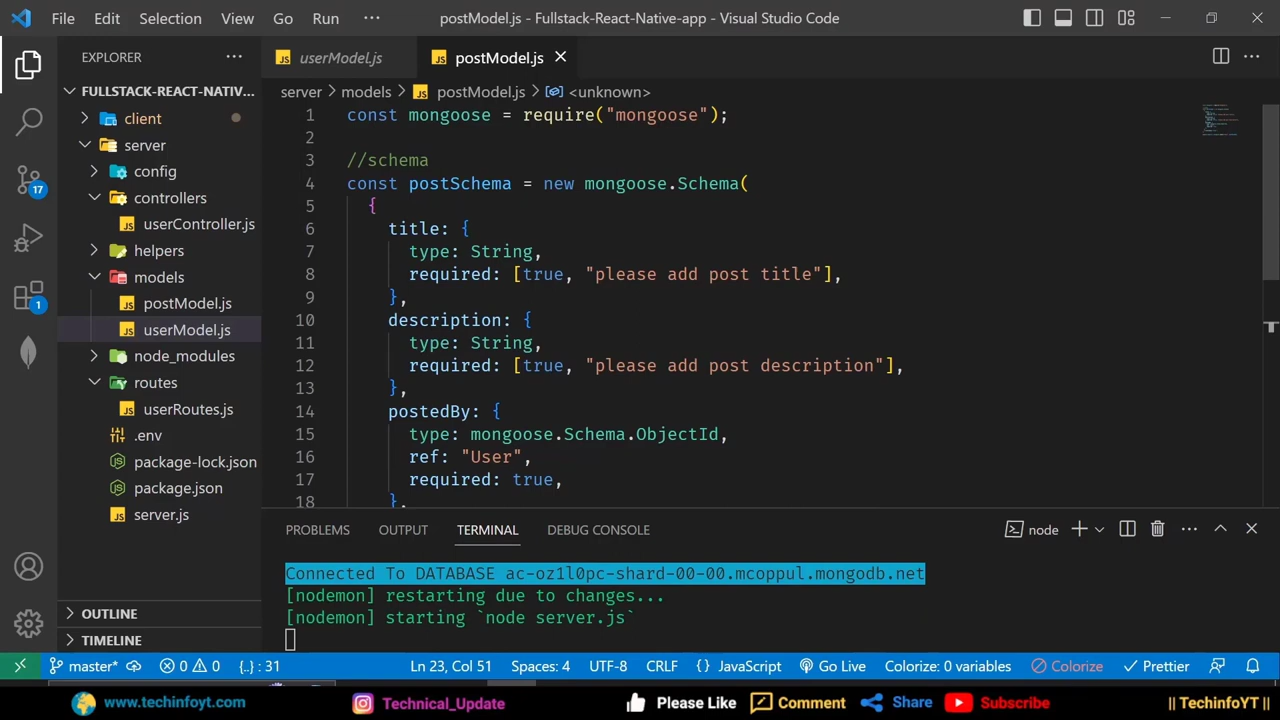 File Edit Selection View Go Run ··· postModel.js - Fullstack-React-Native-app - Visual Studio Code
EXPLORER ···
userModel.js postModel.js
FULLSTACK-REACT-NATIV...
client
server
config
controllers
userController.js
helpers
models
postModel.js
userModel.js
node_modules
routes
userRoutes.js
.env
package-lock.json
package.json
server.js
OUTLINE
TIMELINE
17
1
server > models > postModel.js > <unknown>
1 const mongoose = require("mongoose");
2
3 //schema
4 const postSchema = new mongoose.Schema(
5 {
6 title: {
7 type: String,
8 required: [true, "please add post title"],
9 },
10 description: {
11 type: String,
12 required: [true, "please add post description"],
13 },
14 postedBy: {
15 type: mongoose.Schema.ObjectId,
16 ref: "User",
17 required: true,
18 },
PROBLEMS OUTPUT TERMINAL DEBUG CONSOLE node
Connected To DATABASE ac-oz1l0pc-shard-00-00.mcoppul.mongodb.net
[nodemon] restarting due to changes...
[nodemon] starting `node server.js`
master* 0 0 {..} : 31 Ln 23, Col 51 Spaces: 4 UTF-8 CRLF {} JavaScript Go Live Colorize: 0 variables Colorize Prettier
www.techinfoyt.com Technical_Update Please Like Comment Share Subscribe || TechinfoYT ||